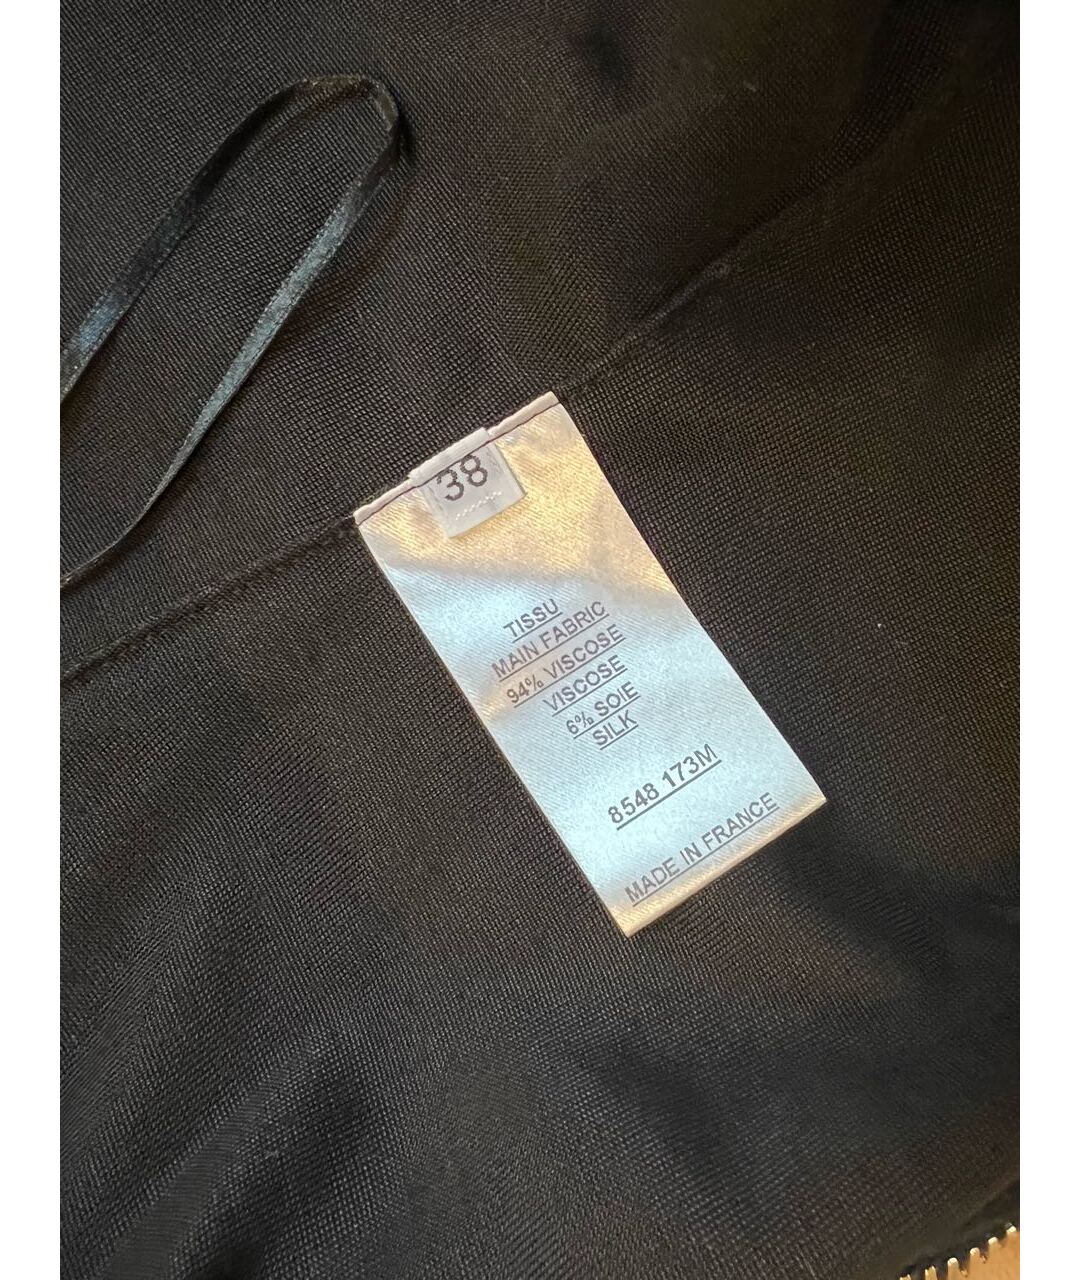 38
TISSU
MAIN FABRIC
94% VISCOSE
VISCOSE
6% SOIE
SILK
8548 173M
MADE IN FRANCE